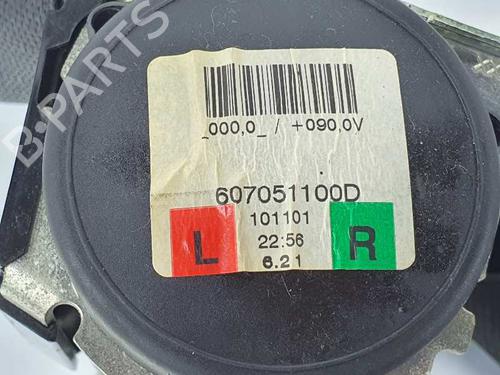 B-PARTS
_000,0_ / +090,0V
607051100D
101101
L
22:56
R
6.21